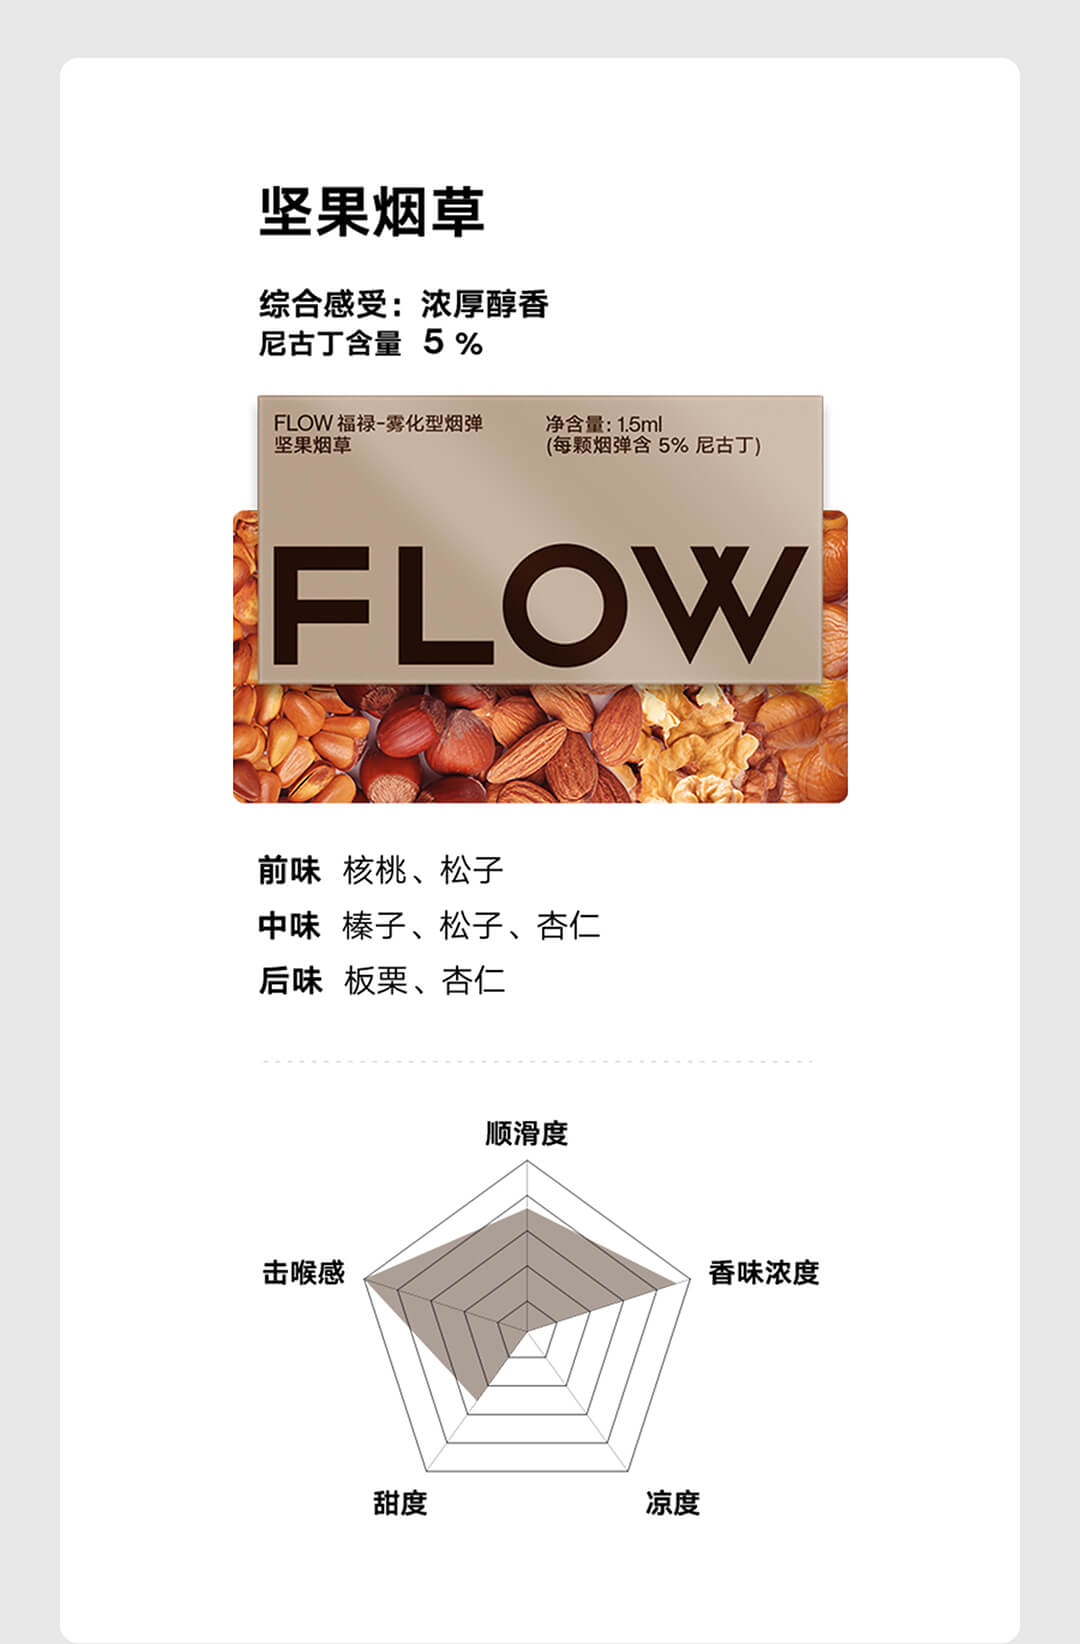 坚果烟草
综合感受：浓厚醇香
尼古丁含量 5 %
FLOW 福禄-雾化型烟弹
坚果烟草
净含量：1.5ml
(每颗烟弹含 5% 尼古丁)
FLOW
前味 核桃、松子
中味 榛子、松子、杏仁
后味 板栗、杏仁
顺滑度
击喉感
香味浓度
甜度
凉度